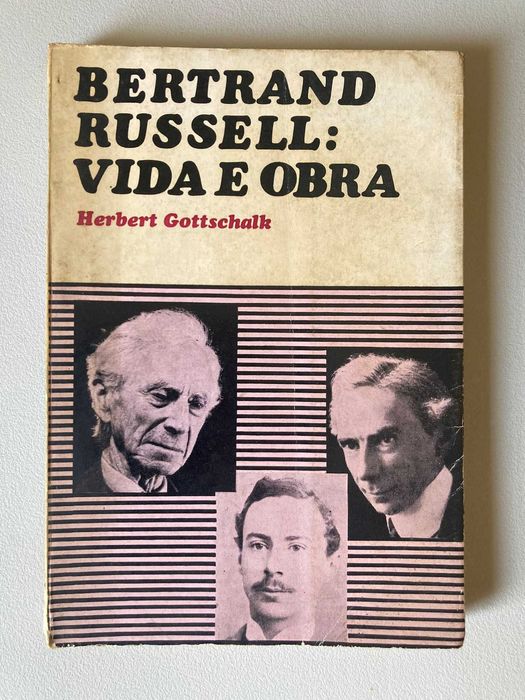 BERTRAND
RUSSELL:
VIDA E OBRA
Herbert Gottschalk